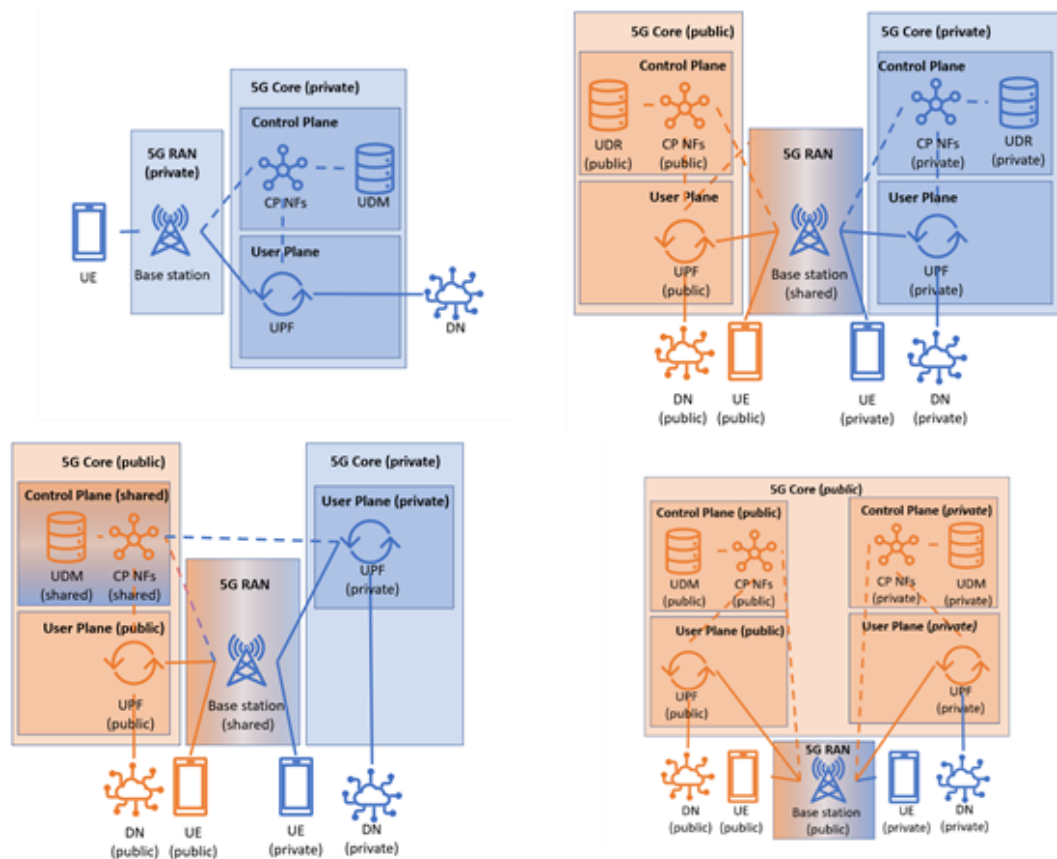 5G Core (private)
Control Plane
5G RAN
(private)
CP NFs
UDM
User Plane
UE
Base station
UPF
DN
5G Core (public)
5G Core (private)
Control Plane
Control Plane
UDR
(public)
CP NFs
(public)
5G RAN
CP NFs
(private)
UDR
(private)
User Plane
User Plane
UPF
(public)
Base station
(shared)
UPF
(private)
DN
(public)
UE
(public)
UE
(private)
DN
(private)
5G Core (public)
5G Core (private)
Control Plane (shared)
User Plane (private)
UDM
(shared)
CP NFs
(shared)
5G RAN
UPF
(private)
User Plane (public)
UPF
(public)
Base station
(shared)
DN
(public)
UE
(public)
UE
(private)
DN
(private)
5G Core (public)
Control Plane (public)
Control Plane (private)
UDM
(public)
CP NFs
(public)
CP NFs
(private)
UDM
(private)
User Plane (public)
User Plane (private)
UPF
(public)
UPF
(private)
5G RAN
Base station
(public)
DN
(public)
UE
(public)
UE
(private)
DN
(private)